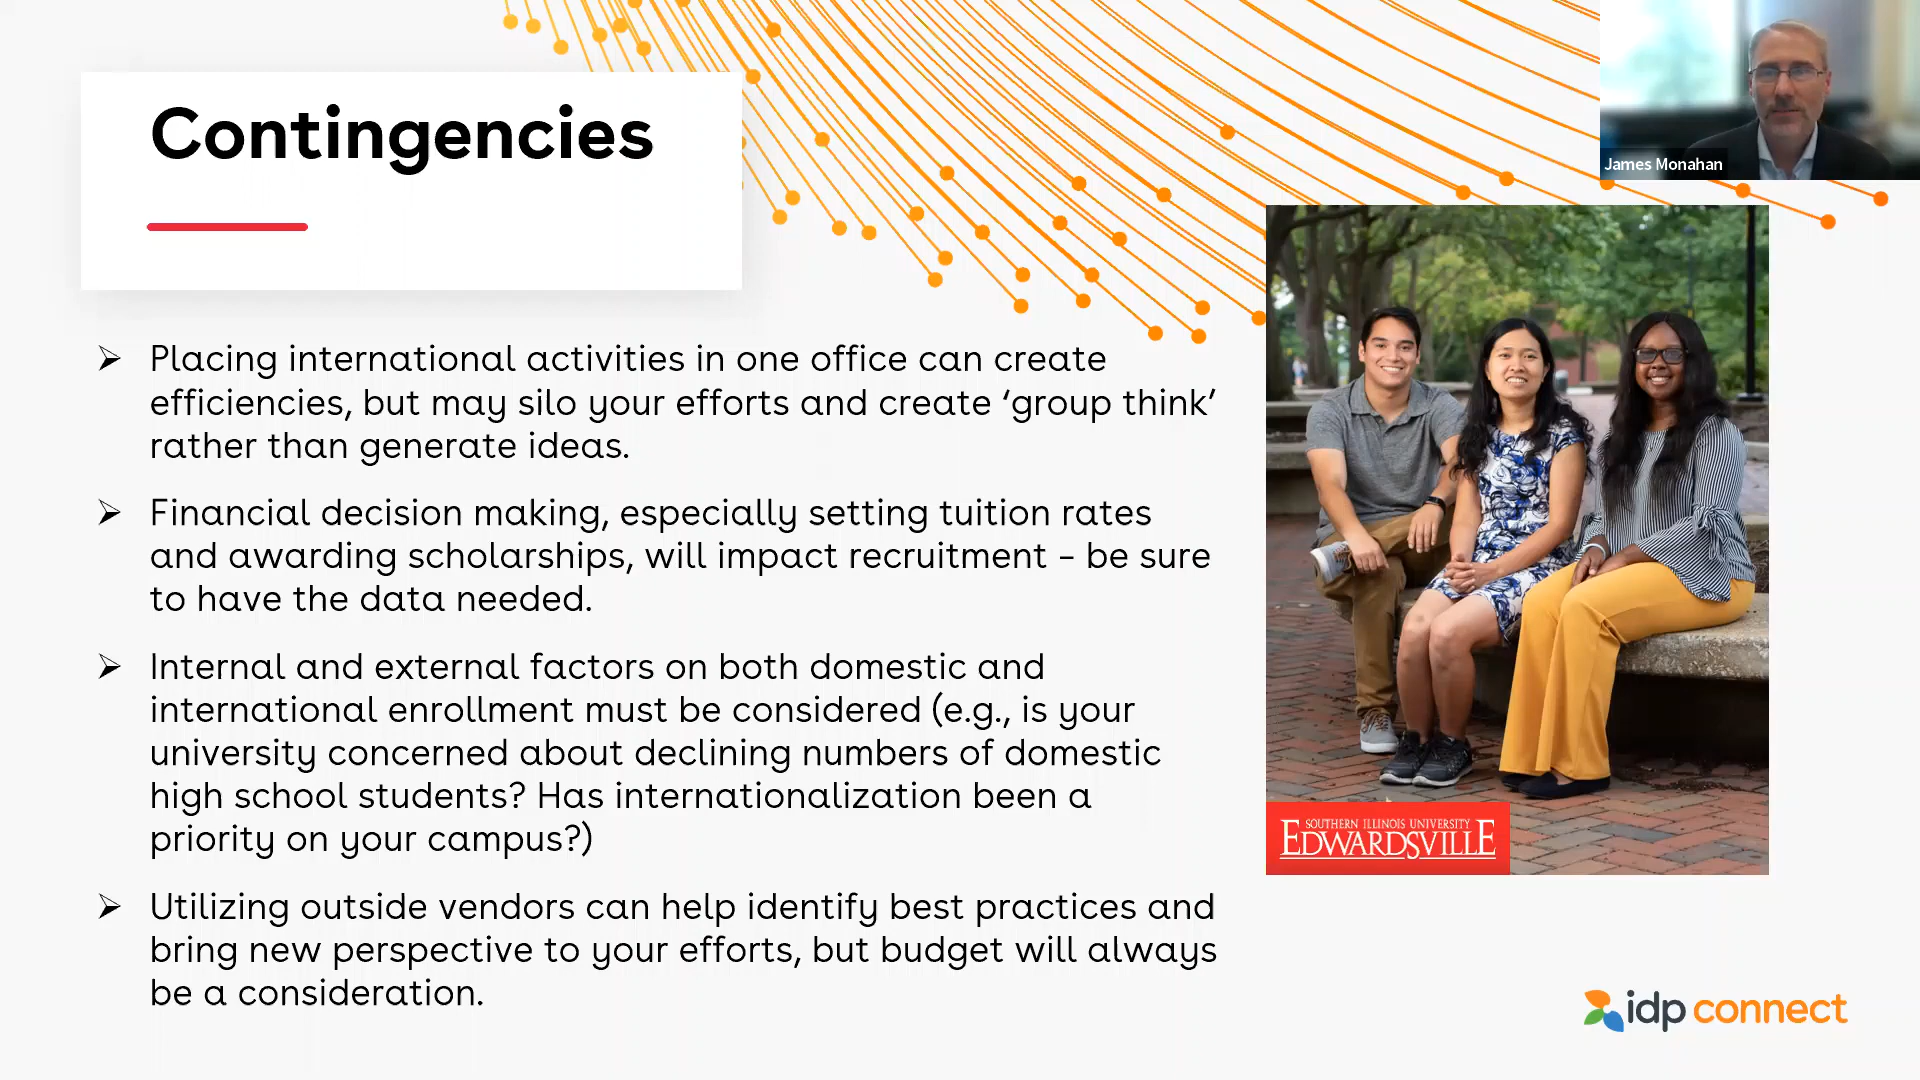 Contingencies
James Monahan
➢ Placing international activities in one office can create
efficiencies, but may silo your efforts and create ‘group think’
rather than generate ideas.
➢ Financial decision making, especially setting tuition rates
and awarding scholarships, will impact recruitment – be sure
to have the data needed.
➢ Internal and external factors on both domestic and
international enrollment must be considered (e.g., is your
university concerned about declining numbers of domestic
high school students? Has internationalization been a
priority on your campus?)
➢ Utilizing outside vendors can help identify best practices and
bring new perspective to your efforts, but budget will always
be a consideration.
SOUTHERN ILLINOIS UNIVERSITY
EDWARDSVILLE
idp connect